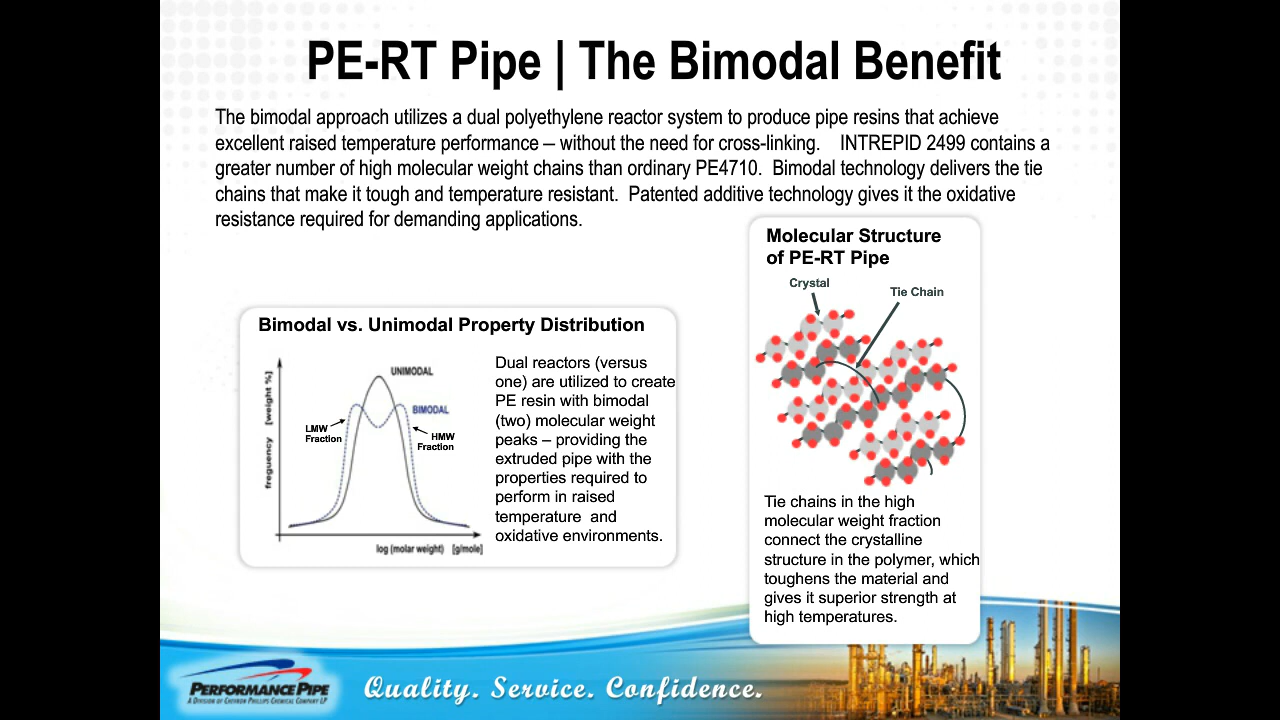 PE-RT Pipe | The Bimodal Benefit
The bimodal approach utilizes a dual polyethylene reactor system to produce pipe resins that achieve
excellent raised temperature performance – without the need for cross-linking. INTREPID 2499 contains a
greater number of high molecular weight chains than ordinary PE4710. Bimodal technology delivers the tie
chains that make it tough and temperature resistant. Patented additive technology gives it the oxidative
resistance required for demanding applications.
Bimodal vs. Unimodal Property Distribution
freguency [weight %]
UNIMODAL
BIMODAL
LMW
Fraction
HMW
Fraction
log (molar weight) [g/mole]
Dual reactors (versus
one) are utilized to create
PE resin with bimodal
(two) molecular weight
peaks – providing the
extruded pipe with the
properties required to
perform in raised
temperature and
oxidative environments.
Molecular Structure
of PE-RT Pipe
Crystal
Tie Chain
Tie chains in the high
molecular weight fraction
connect the crystalline
structure in the polymer, which
toughens the material and
gives it superior strength at
high temperatures.
PERFORMANCE PIPE
A DIVISION OF CHEVRON PHILLIPS CHEMICAL COMPANY LP
Quality. Service. Confidence.